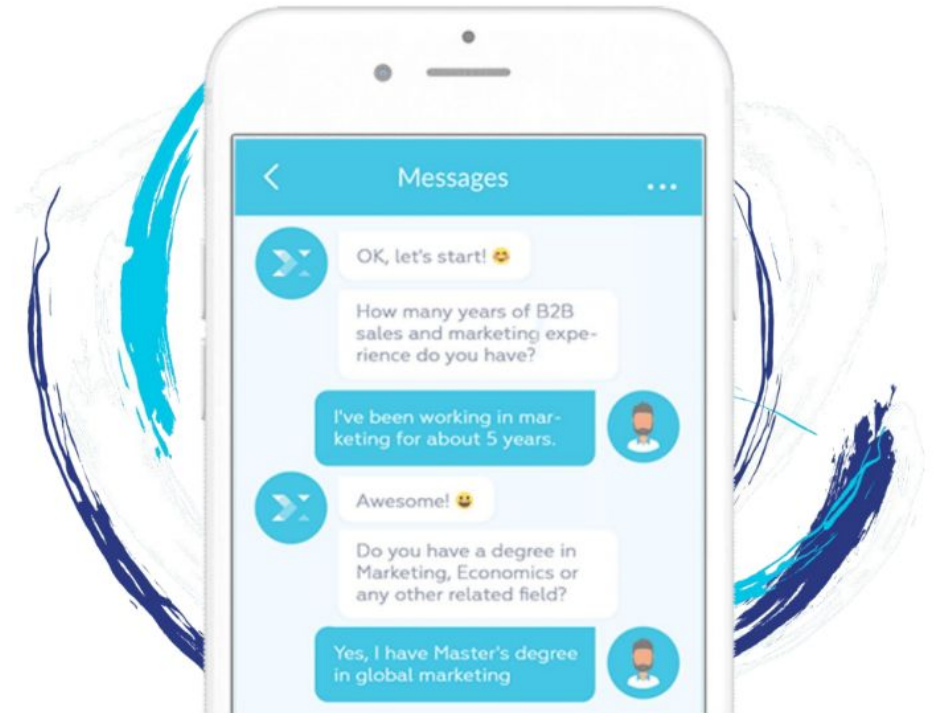 Messages
OK, let's start! 😊
How many years of B2B
sales and marketing expe-
rience do you have?
I've been working in mar-
keting for about 5 years.
Awesome! 😀
Do you have a degree in
Marketing, Economics or
any other related field?
Yes, I have Master's degree
in global marketing